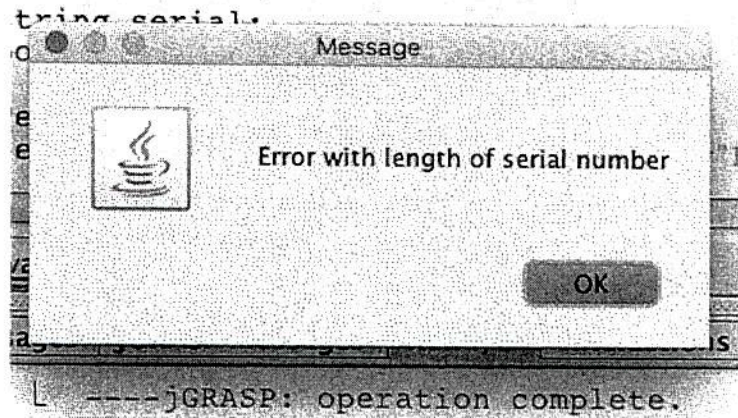 tring serial;
Message
Error with length of serial number
OK
----jGRASP: operation complete.